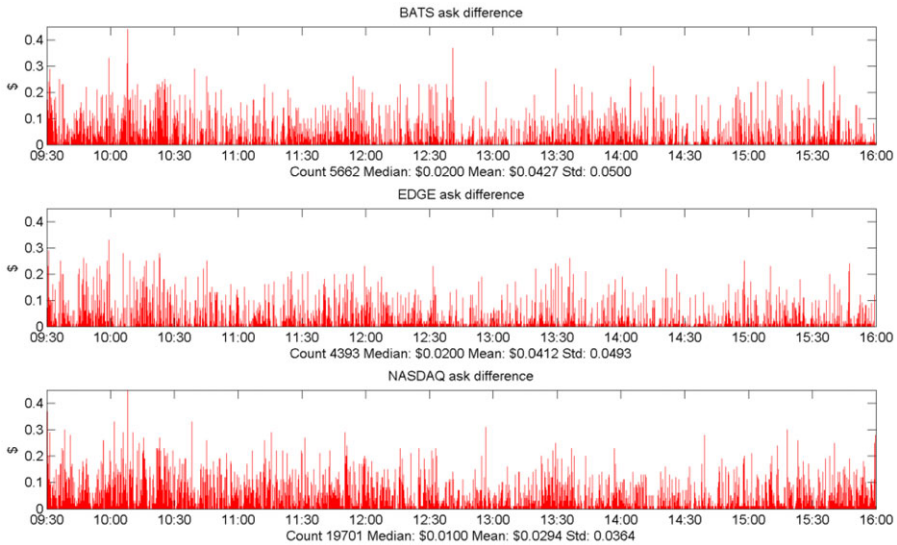 BATS ask difference
0.4
0.3
0.2
0.1
0
$
09:30 10:00 10:30 11:00 11:30 12:00 12:30 13:00 13:30 14:00 14:30 15:00 15:30 16:00
Count 5662 Median: $0.0200 Mean: $0.0427 Std: 0.0500
EDGE ask difference
0.4
0.3
0.2
0.1
0
$
09:30 10:00 10:30 11:00 11:30 12:00 12:30 13:00 13:30 14:00 14:30 15:00 15:30 16:00
Count 4393 Median: $0.0200 Mean: $0.0412 Std: 0.0493
NASDAQ ask difference
0.4
0.3
0.2
0.1
0
$
09:30 10:00 10:30 11:00 11:30 12:00 12:30 13:00 13:30 14:00 14:30 15:00 15:30 16:00
Count 19701 Median: $0.0100 Mean: $0.0294 Std: 0.0364